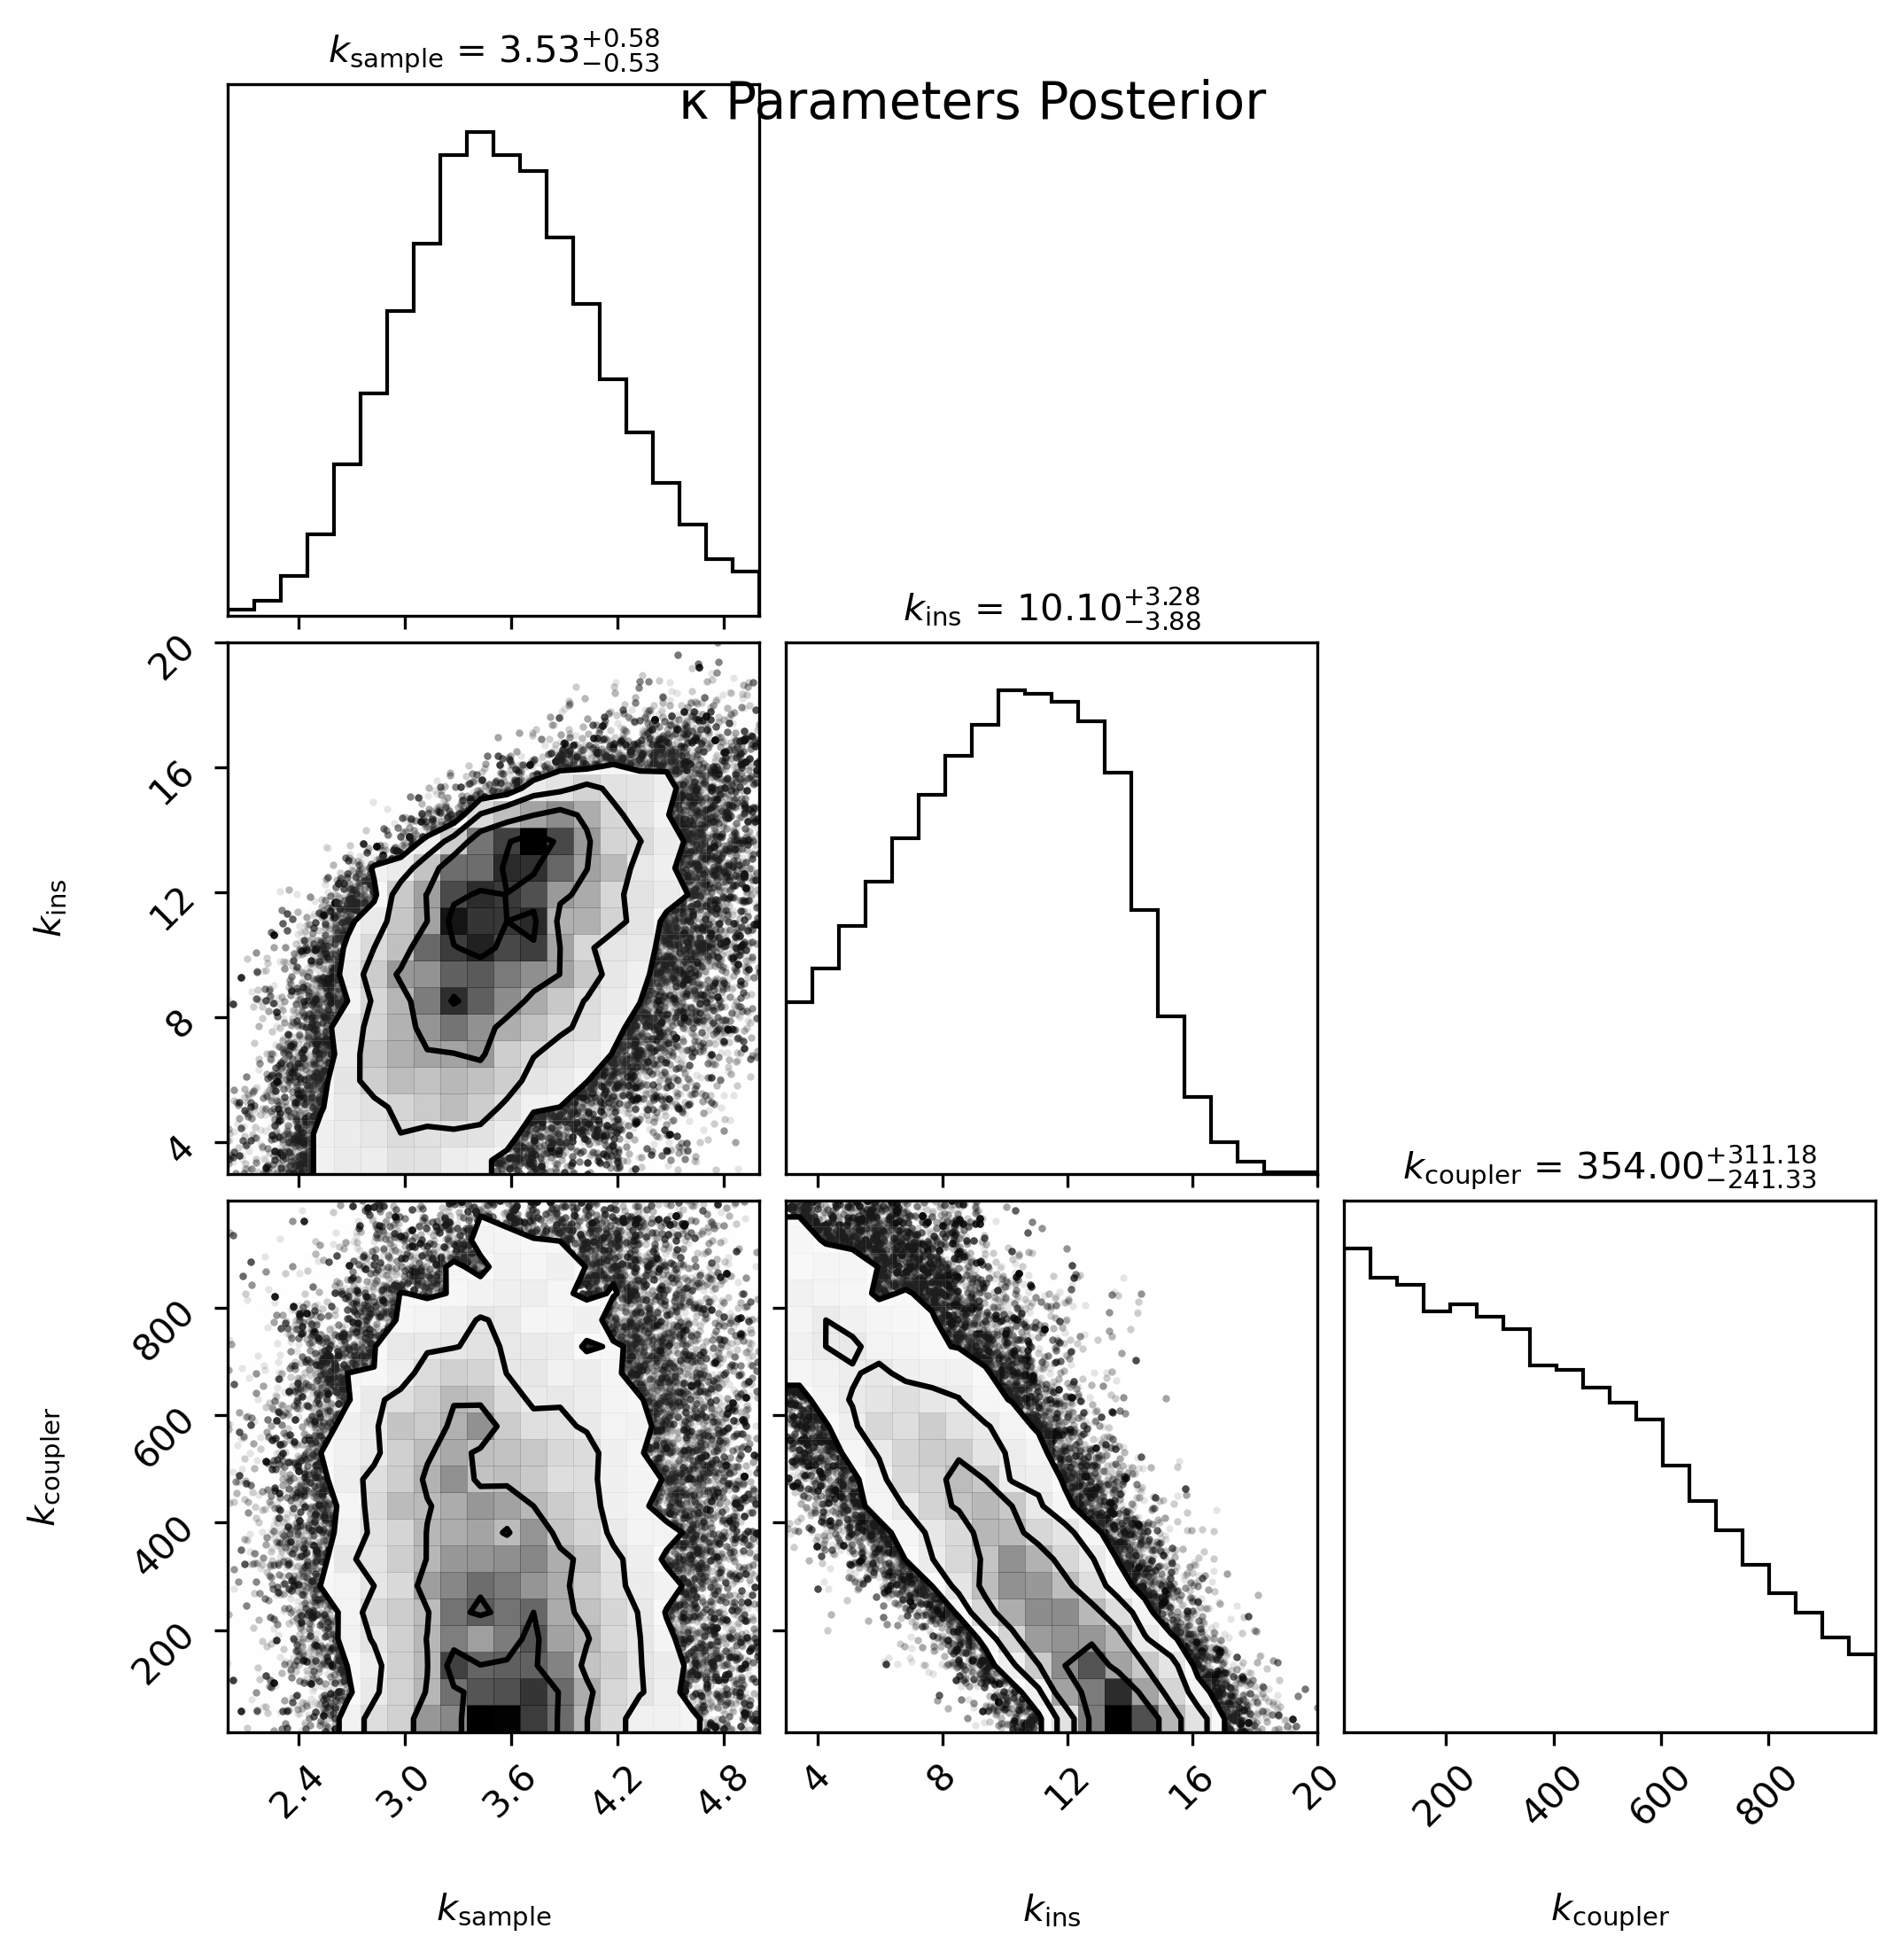 k_sample = 3.53^{+0.58}_{−0.53}
κ Parameters Posterior
k_ins = 10.10^{+3.28}_{−3.88}
20
16
12
8
4
k_ins
k_coupler = 354.00^{+311.18}_{−241.33}
800
600
400
200
k_coupler
2.4 3.0 3.6 4.2 4.8
4 8 12 16 20
200 400 600 800
k_sample
k_ins
k_coupler